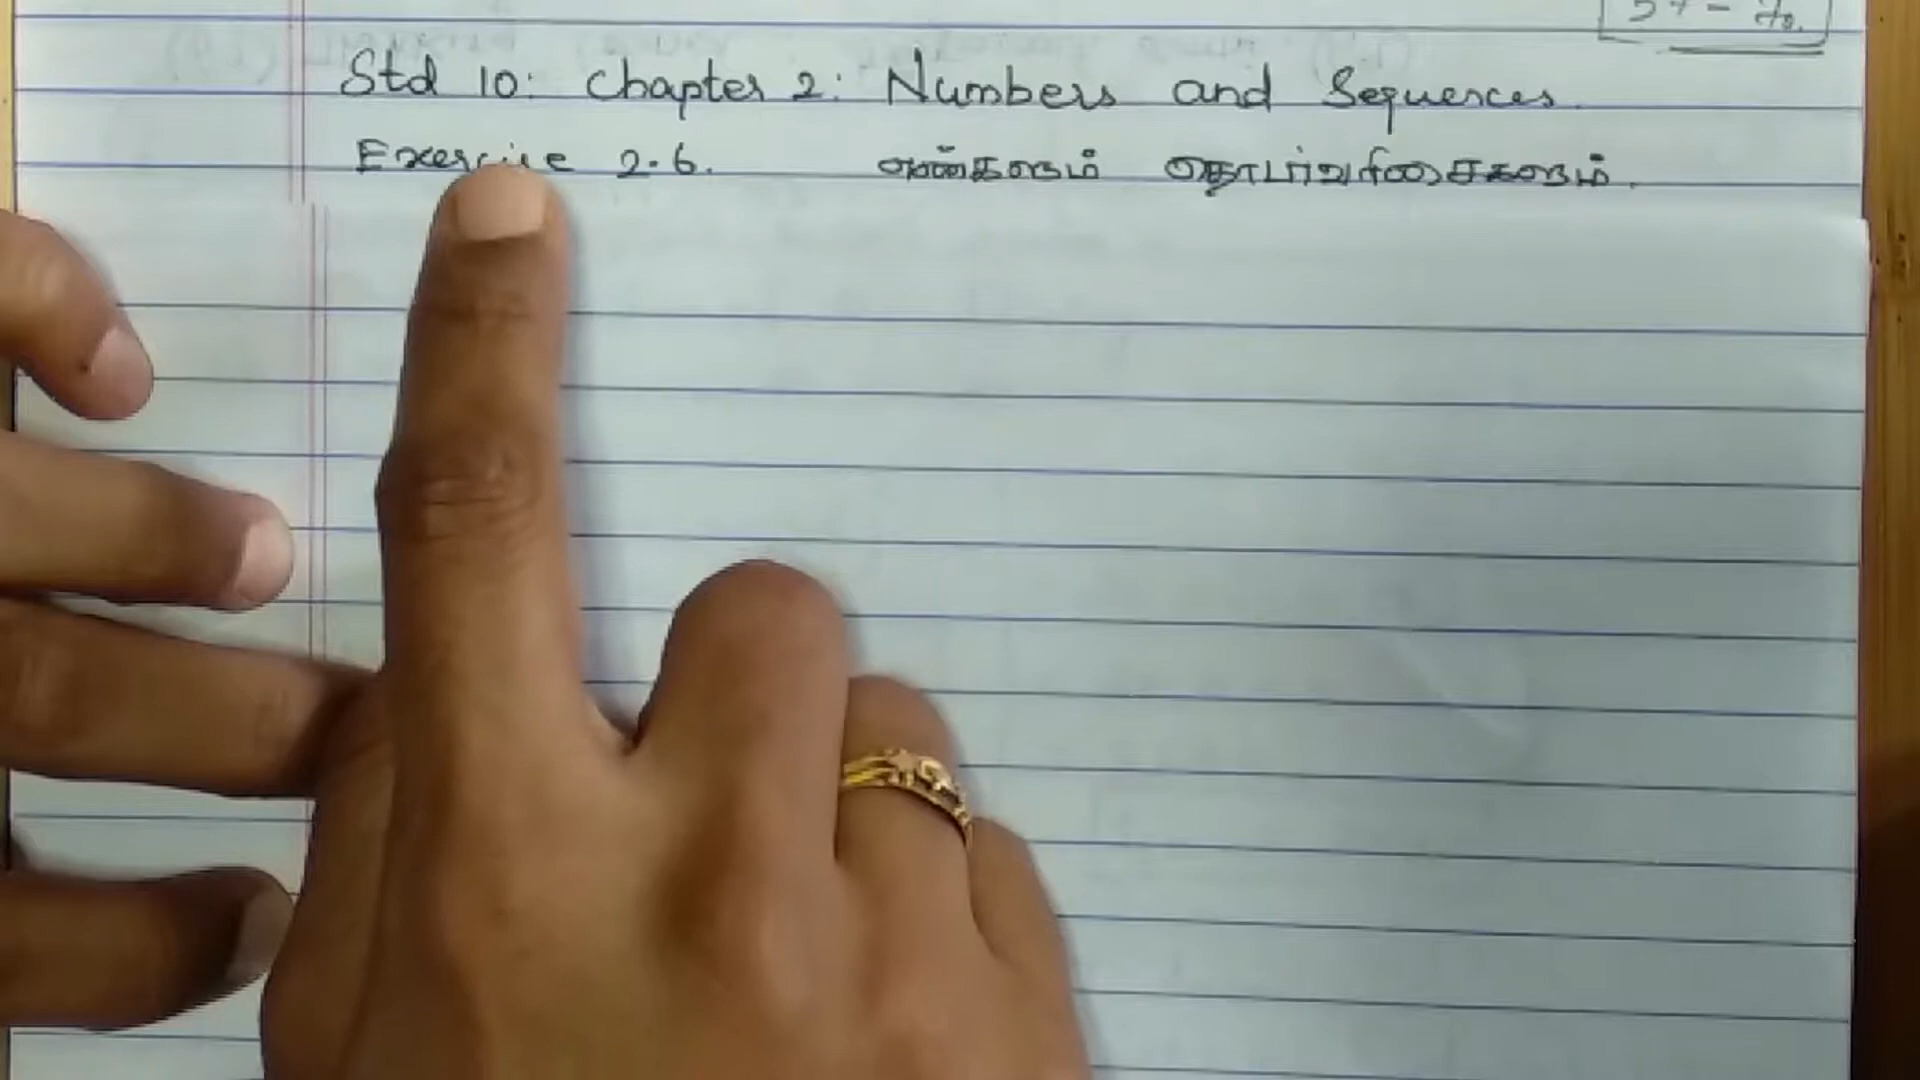 Std 10: Chapter 2: Numbers and Sequences.
Exercise 2.6. எண்களும் தொடர்வரிசைகளும்.